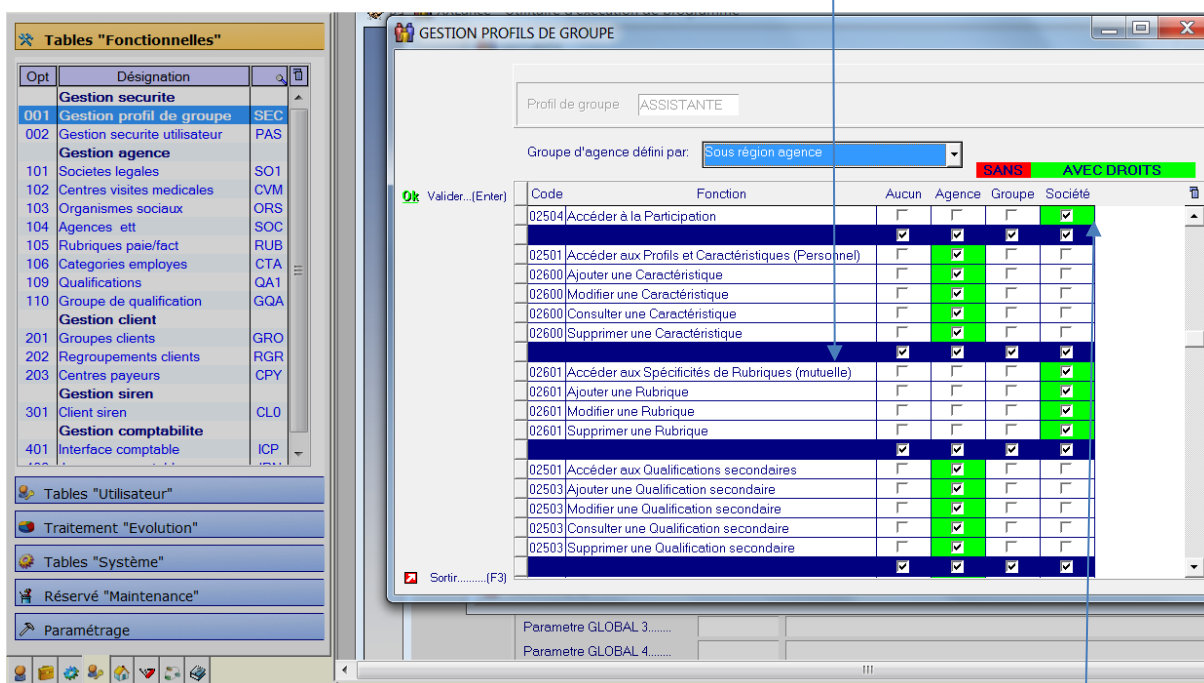 Tables "Fonctionnelles"
Opt Désignation
Gestion securite
001 Gestion profil de groupe SEC
002 Gestion securite utilisateur PAS
Gestion agence
101 Societes legales SO1
102 Centres visites medicales CVM
103 Organismes sociaux ORS
104 Agences ett SOC
105 Rubriques paie/fact RUB
106 Categories employes CTA
109 Qualifications QA1
110 Groupe de qualification GQA
Gestion client
201 Groupes clients GRO
202 Regroupements clients RGR
203 Centres payeurs CPY
Gestion siren
301 Client siren CL0
Gestion comptabilite
401 Interface comptable ICP
Tables "Utilisateur"
Traitement "Evolution"
Tables "Système"
Réservé "Maintenance"
Paramétrage
GESTION PROFILS DE GROUPE
Profil de groupe ASSISTANTE
Groupe d'agence défini par: Sous région agence
SANS AVEC DROITS
Ok Valider...(Enter)
Code Fonction Aucun Agence Groupe Société
02504 Accéder à la Participation
02501 Accéder aux Profils et Caractéristiques (Personnel)
02600 Ajouter une Caractéristique
02600 Modifier une Caractéristique
02600 Consulter une Caractéristique
02600 Supprimer une Caractéristique
02601 Accéder aux Spécificités de Rubriques (mutuelle)
02601 Ajouter une Rubrique
02601 Modifier une Rubrique
02601 Supprimer une Rubrique
02501 Accéder aux Qualifications secondaires
02503 Ajouter une Qualification secondaire
02503 Modifier une Qualification secondaire
02503 Consulter une Qualification secondaire
02503 Supprimer une Qualification secondaire
Sortir.........(F3)
Parametre GLOBAL 3........
Parametre GLOBAL 4........